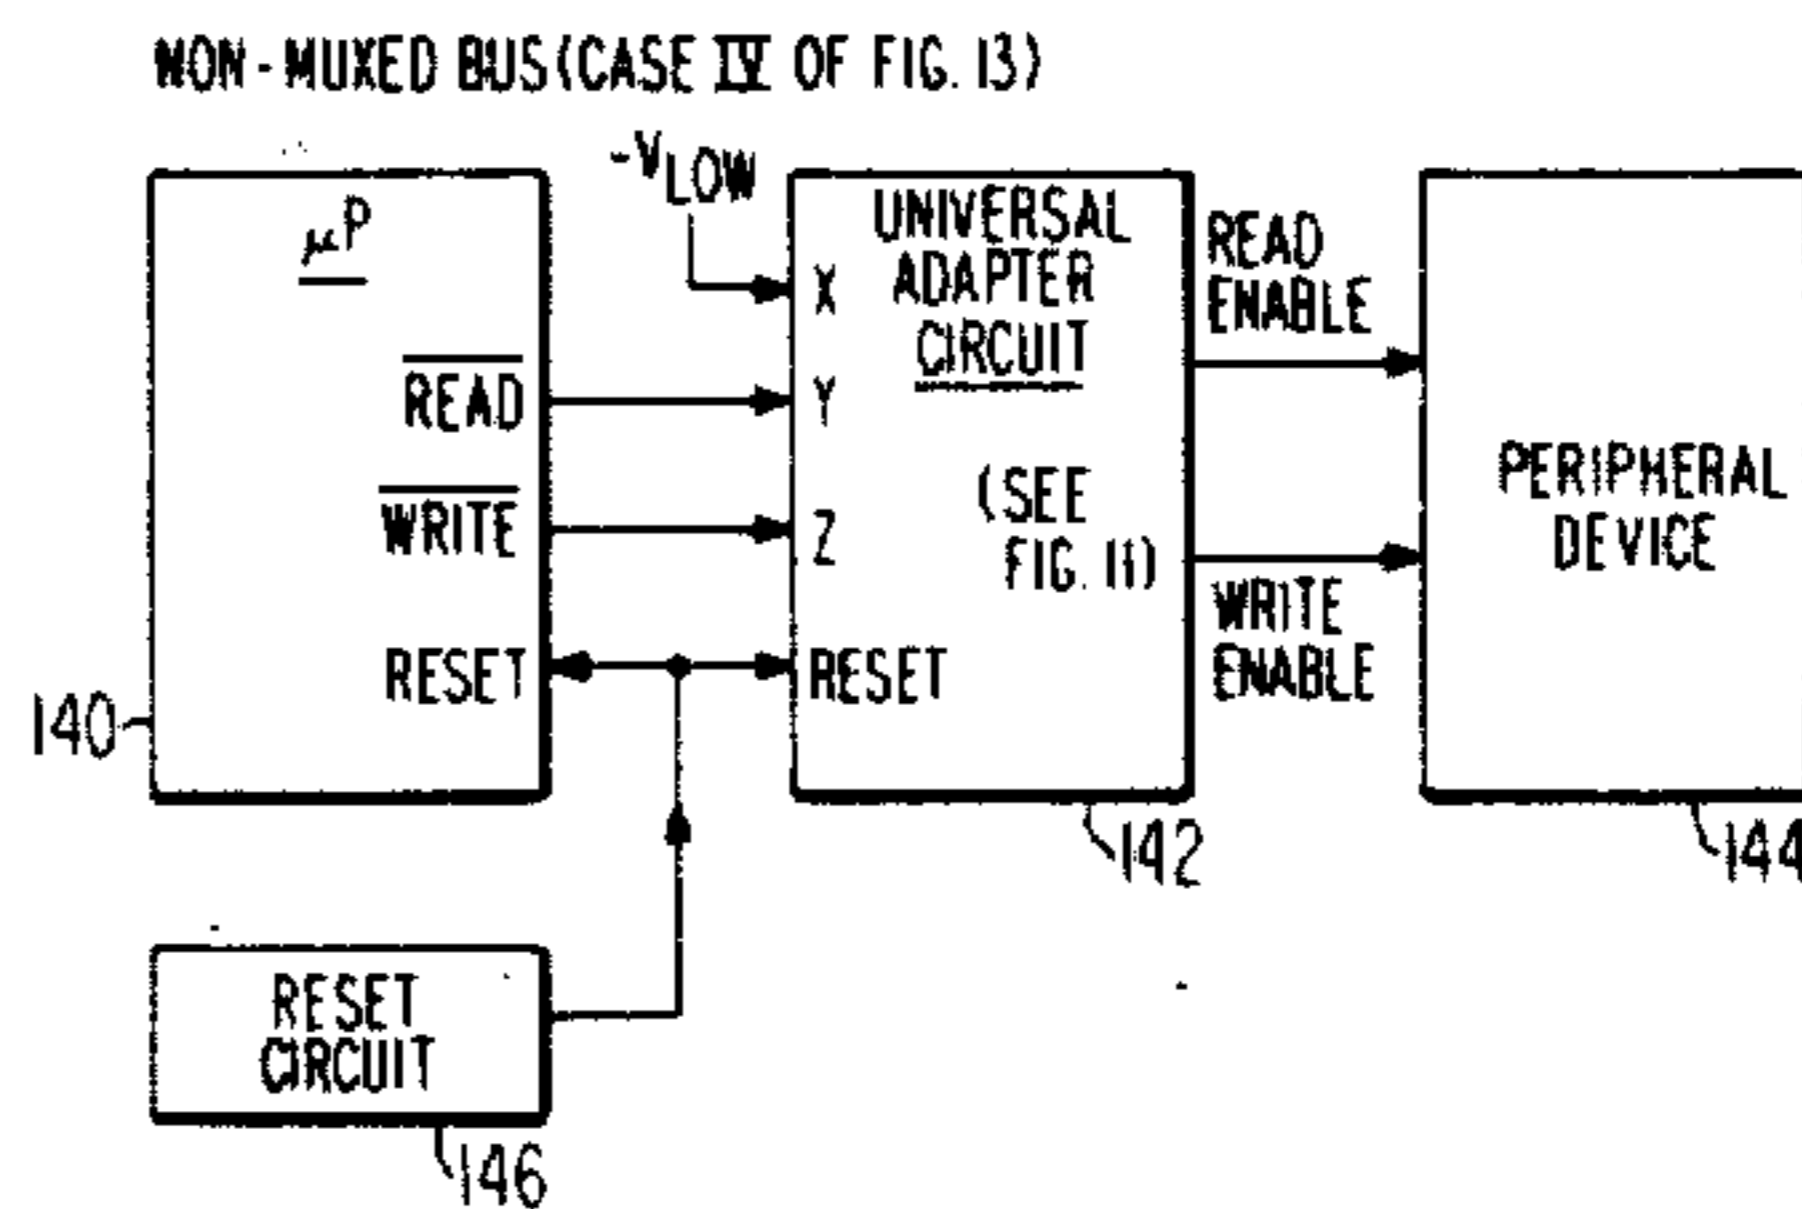 NON-MUXED BUS (CASE IV OF FIG. 13)
-VLOW
μP
UNIVERSAL
ADAPTER
CIRCUIT
READ
ENABLE
X
READ
Y
(SEE
FIG. 11)
PERIPHERAL
DEVICE
WRITE
Z
WRITE
ENABLE
RESET
RESET
140
142
144
RESET
CIRCUIT
146